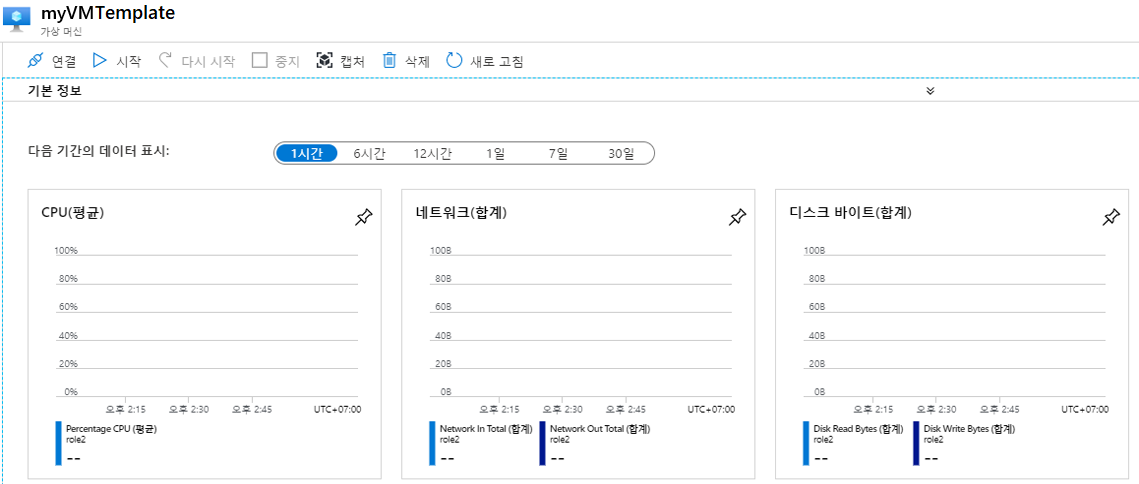 myVMTemplate
가상 머신
연결 시작 다시 시작 중지 캡처 삭제 새로 고침
기본 정보
다음 기간의 데이터 표시: 1시간 6시간 12시간 1일 7일 30일
CPU(평균)
100%
80%
60%
40%
20%
0%
오후 2:15 오후 2:30 오후 2:45 UTC+07:00
Percentage CPU (평균)
role2
--
네트워크(합계)
100B
80B
60B
40B
20B
0B
오후 2:15 오후 2:30 오후 2:45 UTC+07:00
Network In Total (합계) Network Out Total (합계)
role2 role2
-- --
디스크 바이트(합계)
100B
80B
60B
40B
20B
0B
오후 2:15 오후 2:30 오후 2:45 UTC+07:00
Disk Read Bytes (합계) Disk Write Bytes (합계)
role2 role2
-- --